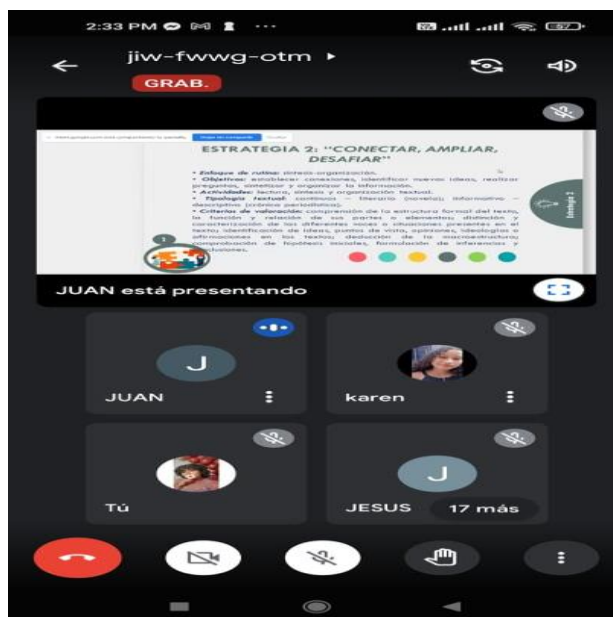 2:33 PM
57
jiw-fwwg-otm
GRAB.
ESTRATEGIA 2: "CONECTAR, AMPLIAR,
DESAFIAR"
• Enfoque de rutina: síntesis-organización.
• Objetivos: establecer conexiones, identificar nuevas ideas, realizar
preguntas, sintetizar y organizar la información.
• Actividades: lectura, síntesis y organización textual.
• Tipología textual: continuos – literario (novela); informativo –
descriptivo (crónica periodística).
• Criterios de valoración: comprensión de la estructura formal del texto,
la función y relación de sus partes o elementos; distinción y
caracterización de las diferentes voces o situaciones presentes en el
texto; identificación de ideas, puntos de vista, opiniones, ideologías o
afirmaciones en los textos; deducción de la macroestructura;
comprobación de hipótesis iniciales, formulación de inferencias y
conclusiones.
Estrategia 2
JUAN está presentando
J
JUAN
karen
Tú
J
JESUS
17 más